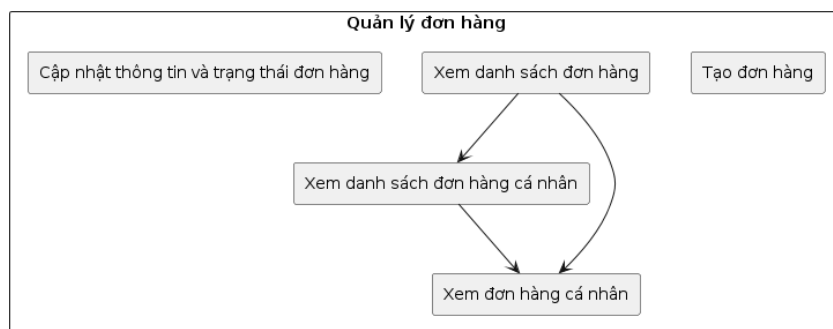 Quản lý đơn hàng
Cập nhật thông tin và trạng thái đơn hàng
Xem danh sách đơn hàng
Tạo đơn hàng
Xem danh sách đơn hàng cá nhân
Xem đơn hàng cá nhân